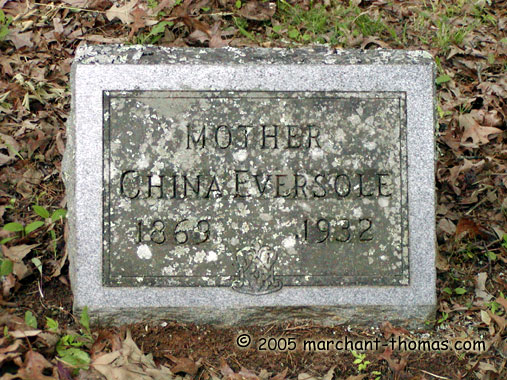 MOTHER
CHINA EVERSOLE
1869 1932
© 2005 marchant-thomas.com